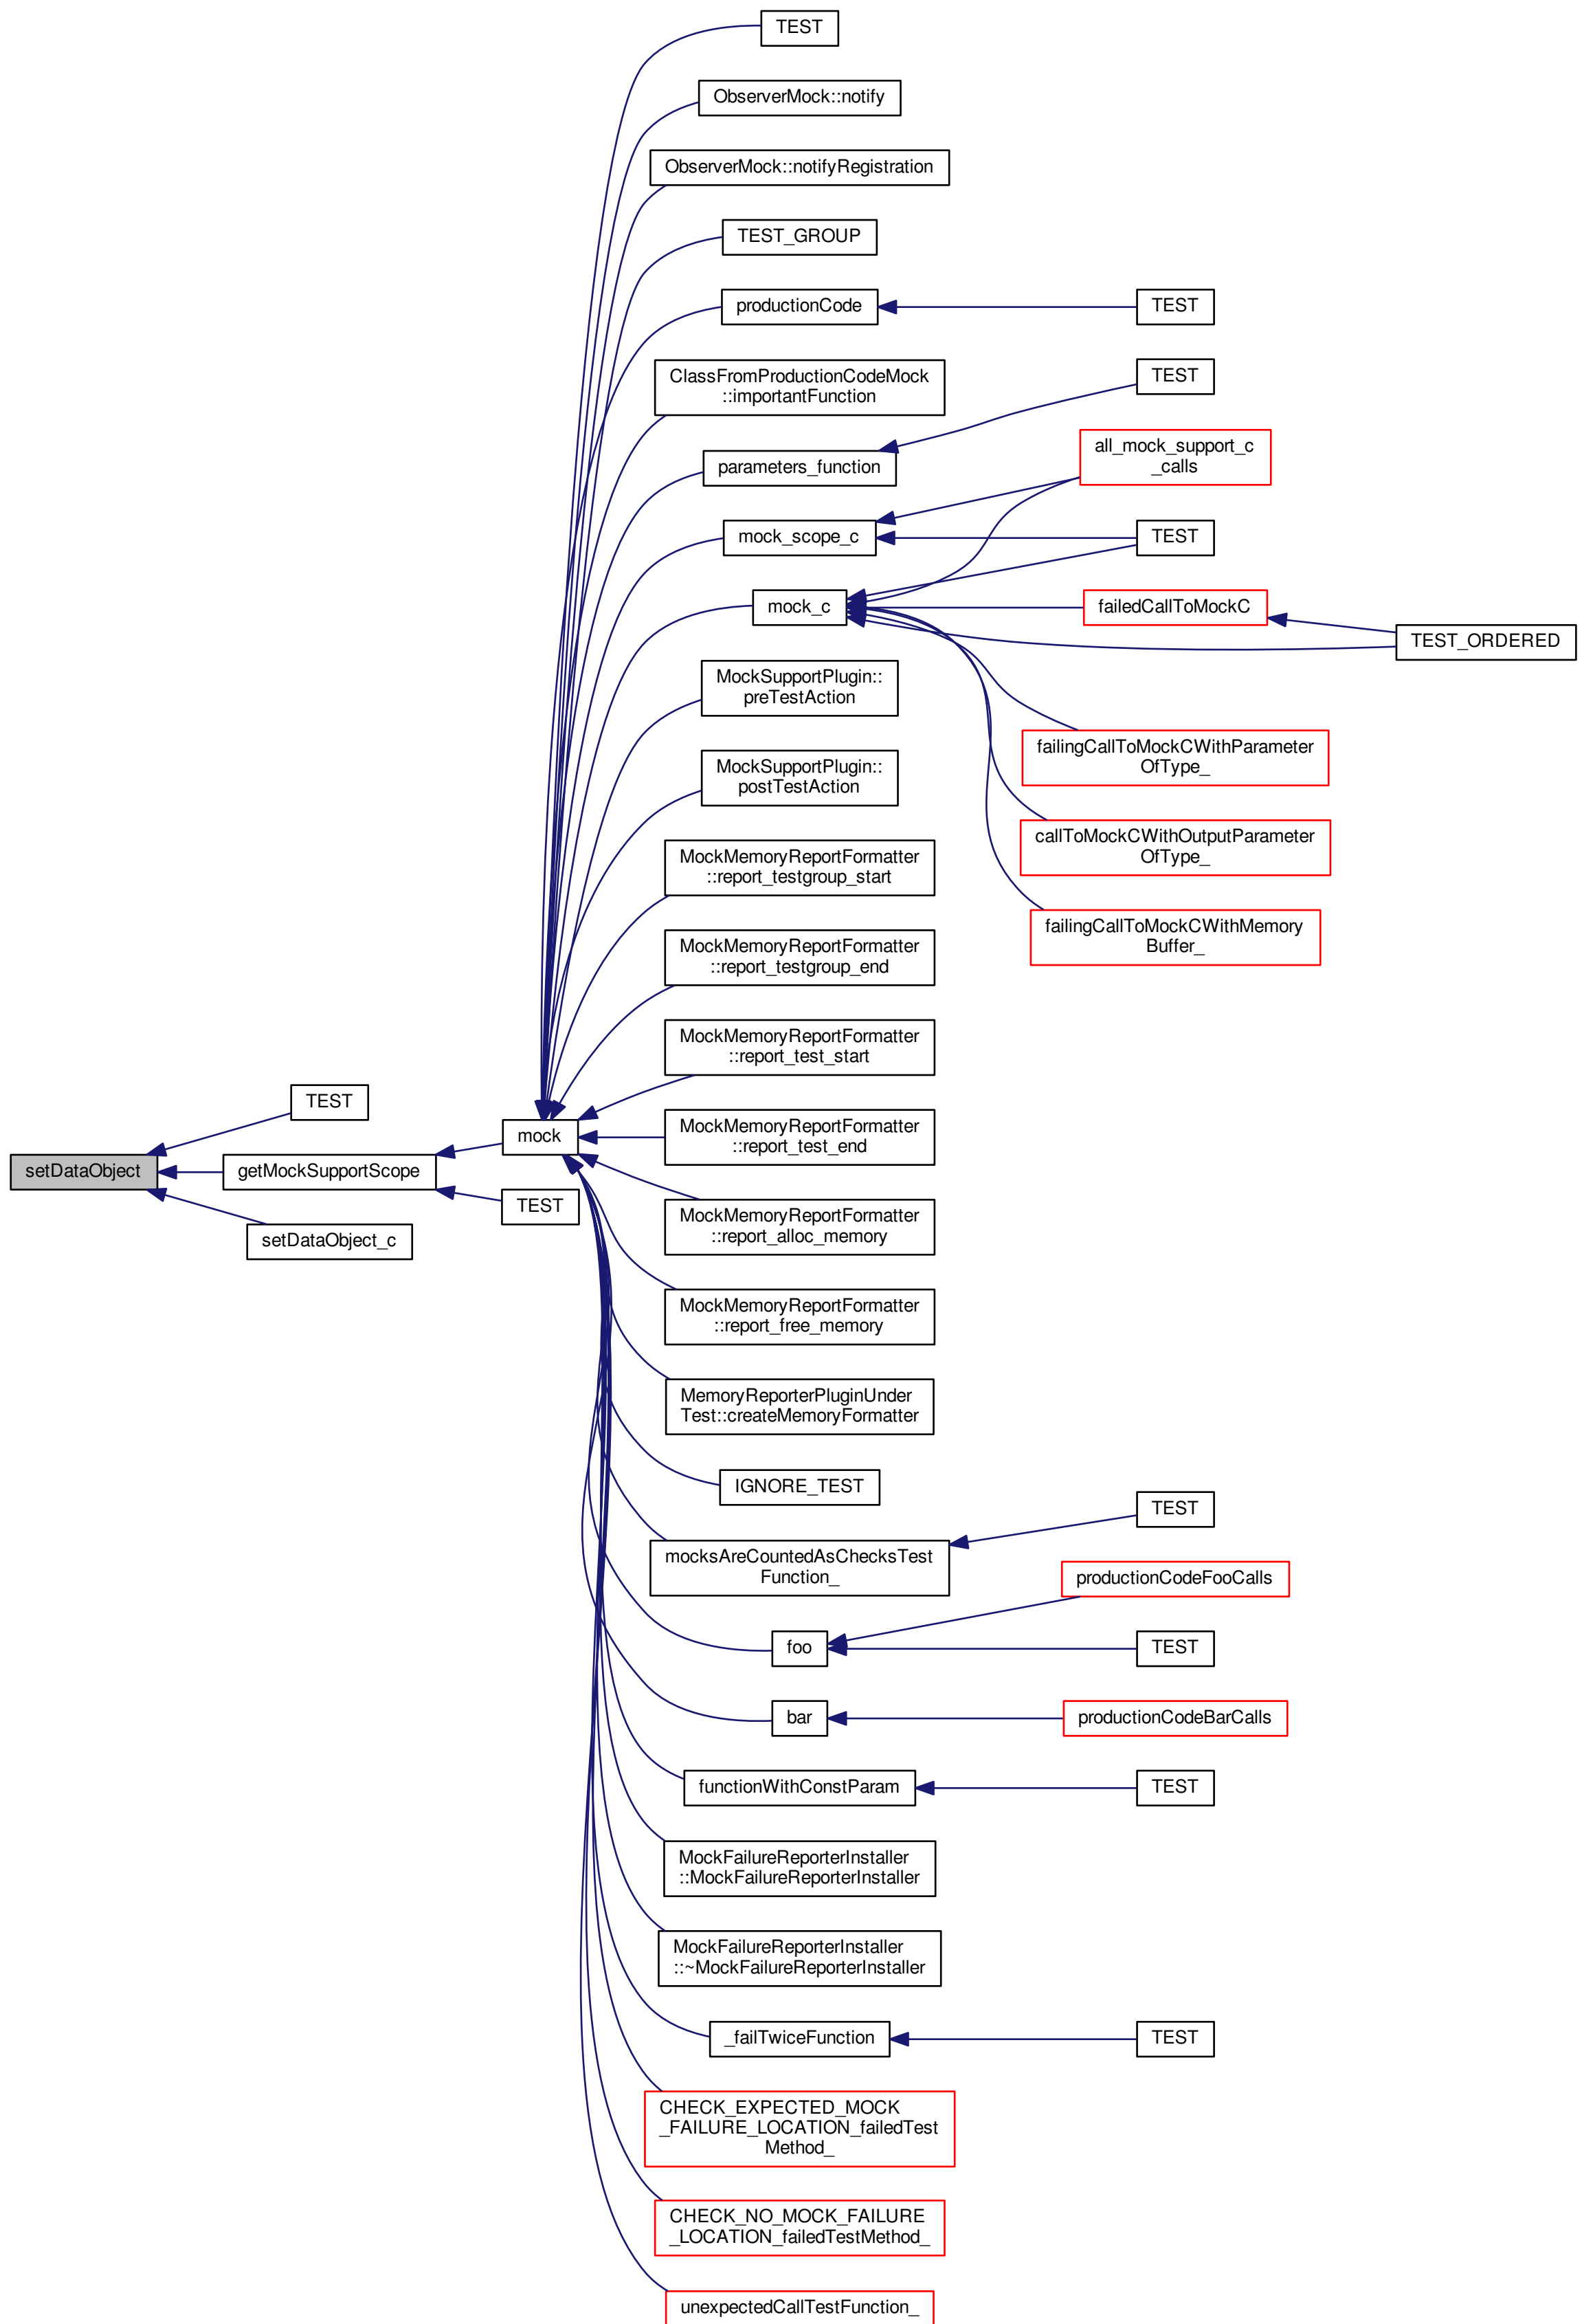 TEST
ObserverMock::notify
ObserverMock::notifyRegistration
TEST_GROUP
productionCode
TEST
ClassFromProductionCodeMock
::importantFunction
TEST
parameters_function
all_mock_support_c
_calls
mock_scope_c
TEST
mock_c
failedCallToMockC
TEST_ORDERED
MockSupportPlugin::
preTestAction
failingCallToMockCWithParameter
OfType_
MockSupportPlugin::
postTestAction
callToMockCWithOutputParameter
OfType_
MockMemoryReportFormatter
::report_testgroup_start
failingCallToMockCWithMemory
Buffer_
MockMemoryReportFormatter
::report_testgroup_end
MockMemoryReportFormatter
::report_test_start
TEST
mock
MockMemoryReportFormatter
::report_test_end
setDataObject
getMockSupportScope
TEST
setDataObject_c
MockMemoryReportFormatter
::report_alloc_memory
MockMemoryReportFormatter
::report_free_memory
MemoryReporterPluginUnder
Test::createMemoryFormatter
IGNORE_TEST
TEST
mocksAreCountedAsChecksTest
Function_
productionCodeFooCalls
foo
TEST
bar
productionCodeBarCalls
functionWithConstParam
TEST
MockFailureReporterInstaller
::MockFailureReporterInstaller
MockFailureReporterInstaller
::~MockFailureReporterInstaller
_failTwiceFunction
TEST
CHECK_EXPECTED_MOCK
_FAILURE_LOCATION_failedTest
Method_
CHECK_NO_MOCK_FAILURE
_LOCATION_failedTestMethod_
unexpectedCallTestFunction_